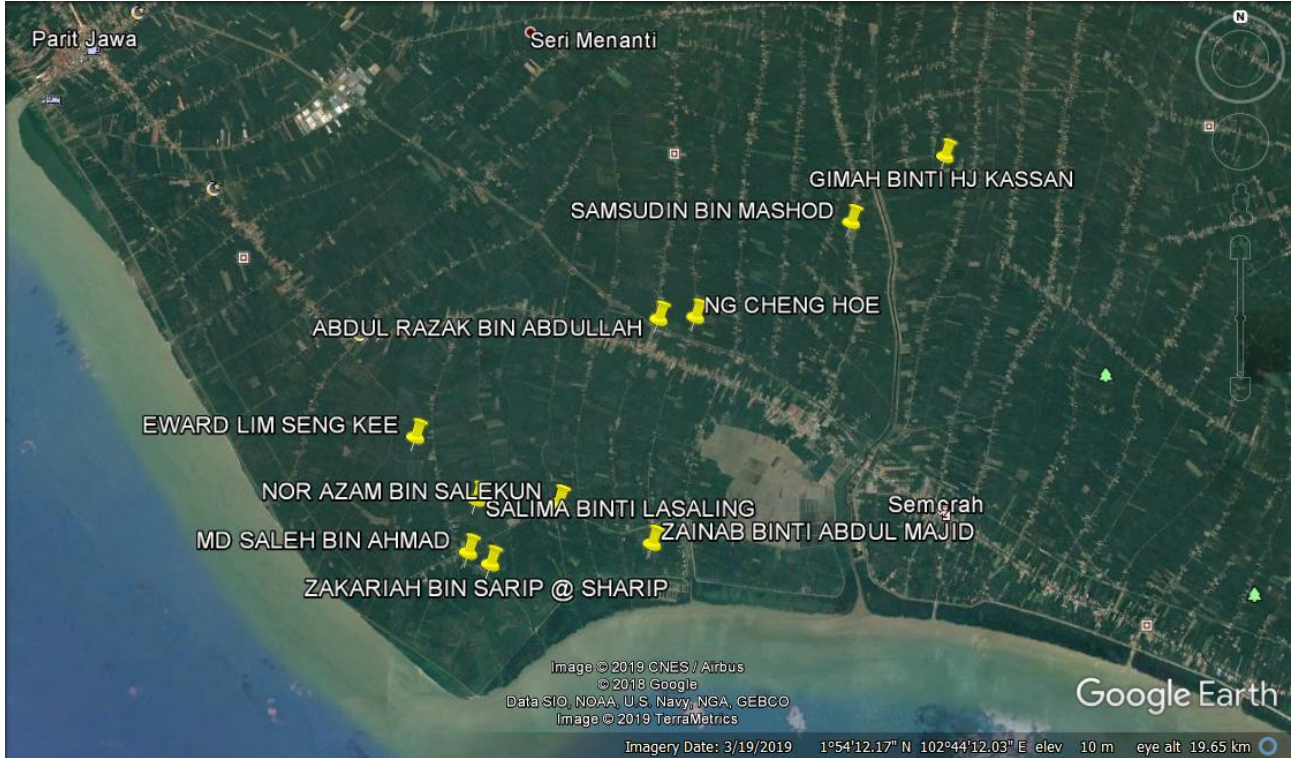 N
Parit Jawa
Seri Menanti
GIMAH BINTI HJ KASSAN
SAMSUDIN BIN MASHOD
NG CHENG HOE
ABDUL RAZAK BIN ABDULLAH
EWARD LIM SENG KEE
NOR AZAM BIN SALEKUN
SALIMA BINTI LASALING
Semerah
ZAINAB BINTI ABDUL MAJID
MD SALEH BIN AHMAD
ZAKARIAH BIN SARIP @ SHARIP
Image © 2019 CNES / Airbus
© 2018 Google
Data SIO, NOAA, U.S. Navy, NGA, GEBCO
Image © 2019 TerraMetrics
Google Earth
Imagery Date: 3/19/2019 1°54'12.17" N 102°44'12.03" E elev 10 m eye alt 19.65 km